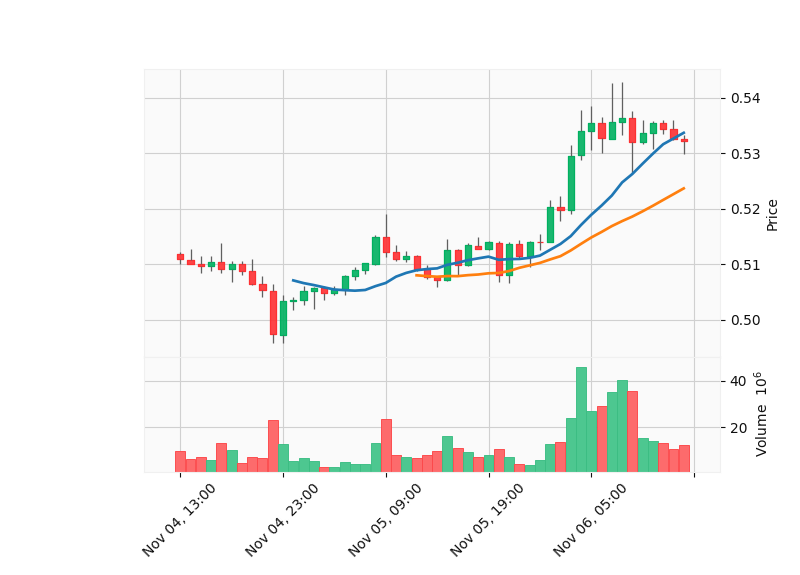 0.54
0.53
0.52
0.51
0.50
Price
40
20
Volume 10^6
Nov 04, 13:00
Nov 04, 23:00
Nov 05, 09:00
Nov 05, 19:00
Nov 06, 05:00